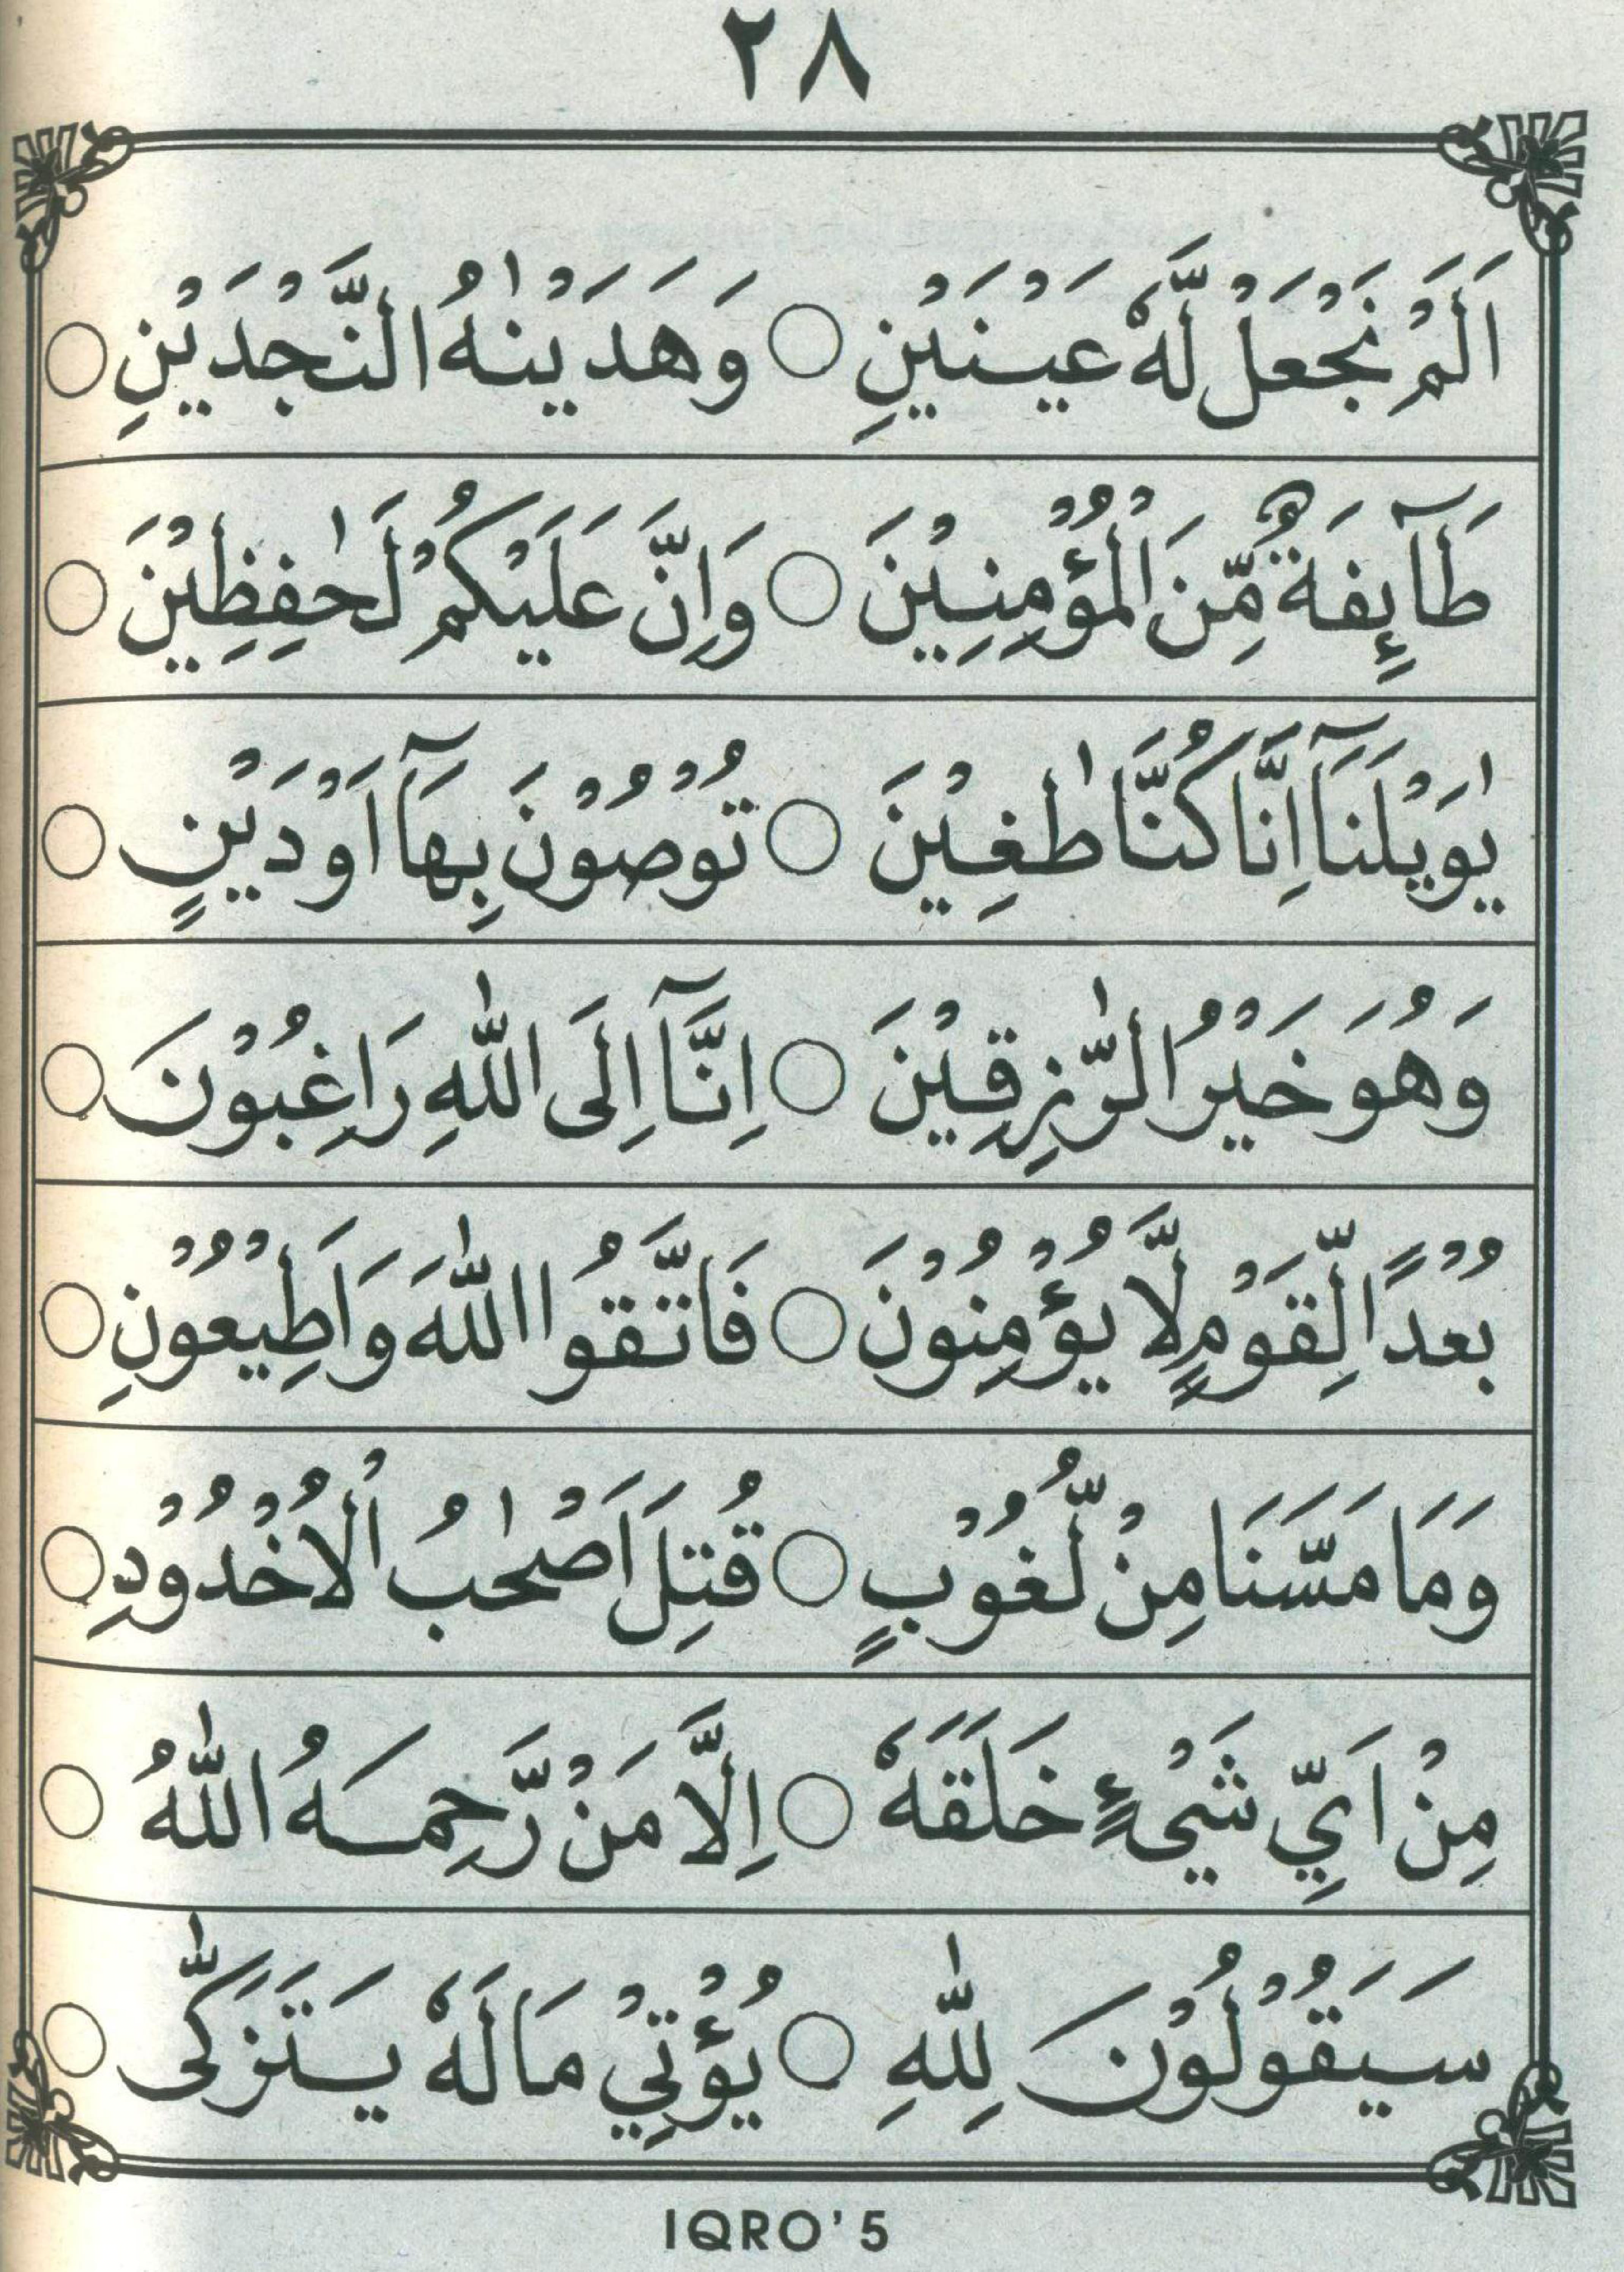 ٢٨
اَلَمْ نَجْعَلْ لَّهٗ عَيْنَيْنِ ○ وَهَدَيْنٰهُ النَّجْدَيْنِ ○
طَآئِفَةٌ مِّنَ الْمُؤْمِنِيْنَ ○ وَاِنَّ عَلَيْكُمْ لَحٰفِظِيْنَ ○
يٰوَيْلَنَآ اِنَّا كُنَّا طٰغِيْنَ ○ تُوْصُوْنَ بِهَآ اَوْ دَيْنٍ ○
وَهُوَ خَيْرُ الرّٰزِقِيْنَ ○ اِنَّآ اِلَى اللّٰهِ رَاغِبُوْنَ ○
بُعْدًا لِّقَوْمٍ لَّا يُؤْمِنُوْنَ ○ فَاتَّقُوا اللّٰهَ وَاَطِيْعُوْنِ ○
وَمَا مَسَّنَا مِنْ لُّغُوْبٍ ○ قُتِلَ اَصْحٰبُ الْاُخْدُوْدِ ○
مِنْ اَيِّ شَيْءٍ خَلَقَهٗ ○ اِلَّا مَنْ رَّحِمَهُ اللّٰهُ ○
سَيَقُوْلُوْنَ لِلّٰهِ ○ يُؤْتِيْ مَالَهٗ يَتَزَكّٰى ○
IQRO'5